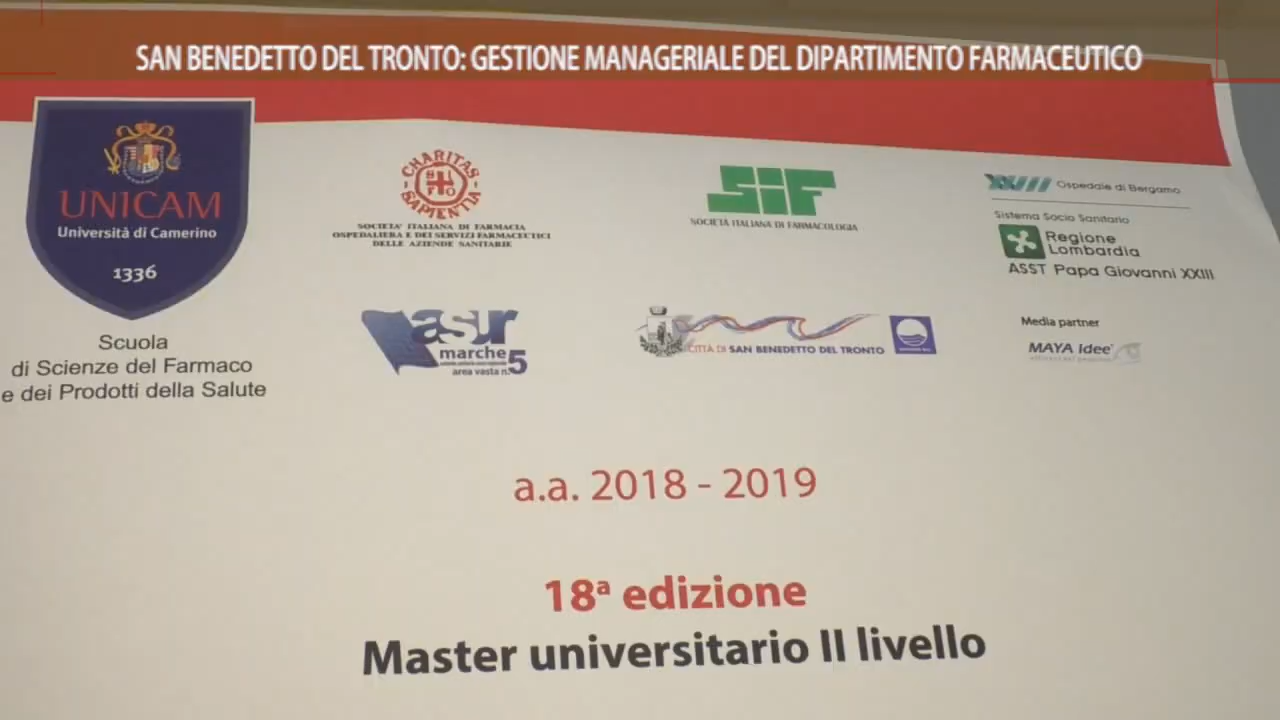 SAN BENEDETTO DEL TRONTO: GESTIONE MANAGERIALE DEL DIPARTIMENTO FARMACEUTICO
UNICAM
Università di Camerino
1336
Scuola
di Scienze del Farmaco
e dei Prodotti della Salute
CHARITAS
SAPIENTIA
SOCIETA' ITALIANA DI FARMACIA
OSPEDALIERA E DEI SERVIZI FARMACEUTICI
DELLE AZIENDE SANITARIE
SIF
SOCIETÀ ITALIANA DI FARMACOLOGIA
XXIII Ospedale di Bergamo
Sistema Socio Sanitario
Regione
Lombardia
ASST Papa Giovanni XXIII
asur
marche
area vasta n.5
CITTÀ DI SAN BENEDETTO DEL TRONTO
Media partner
MAYA Idee
a.a. 2018 - 2019
18ª edizione
Master universitario II livello